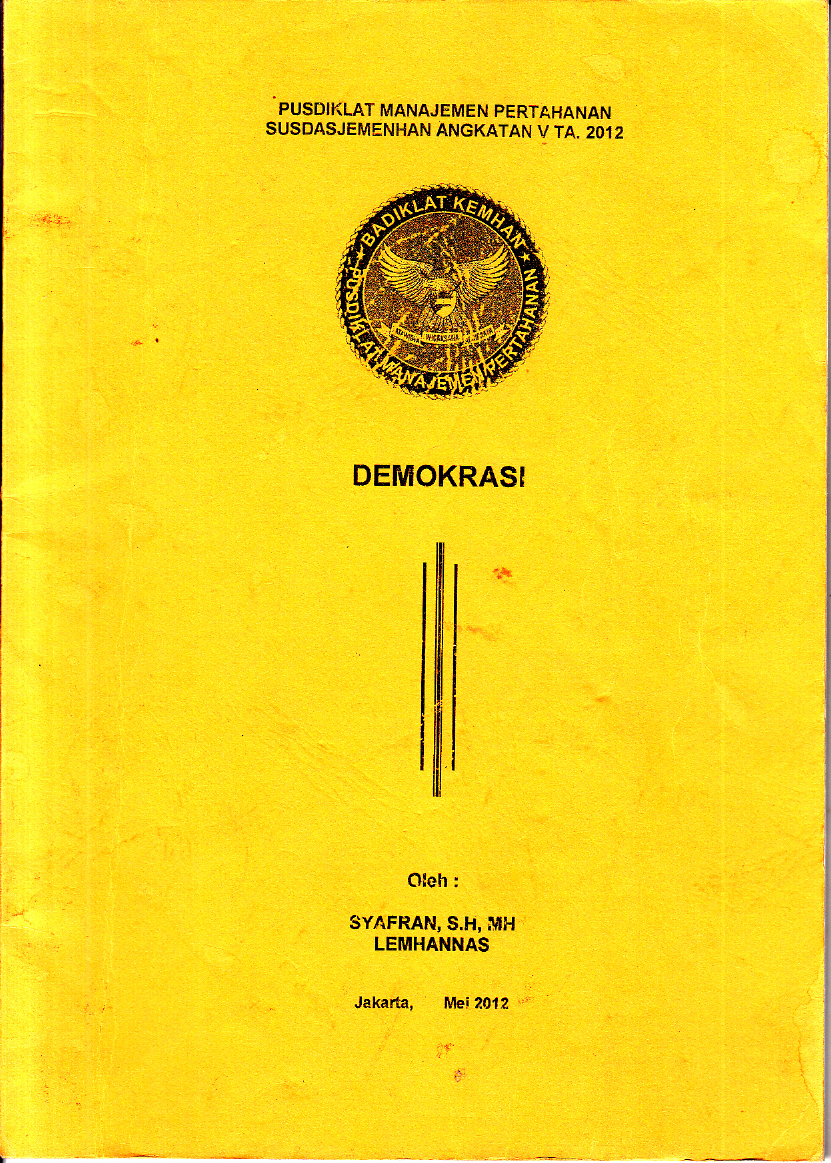 PUSDIKLAT MANAJEMEN PERTAHANAN
SUSDASJEMENHAN ANGKATAN V TA. 2012
★ BADIKLAT KEMHAN ★
PUSDIKLAT MANAJEMEN PERTAHANAN
DEMOKRASI
Oleh :
SYAFRAN, S.H, MH
LEMHANNAS
Jakarta, Mei 2012